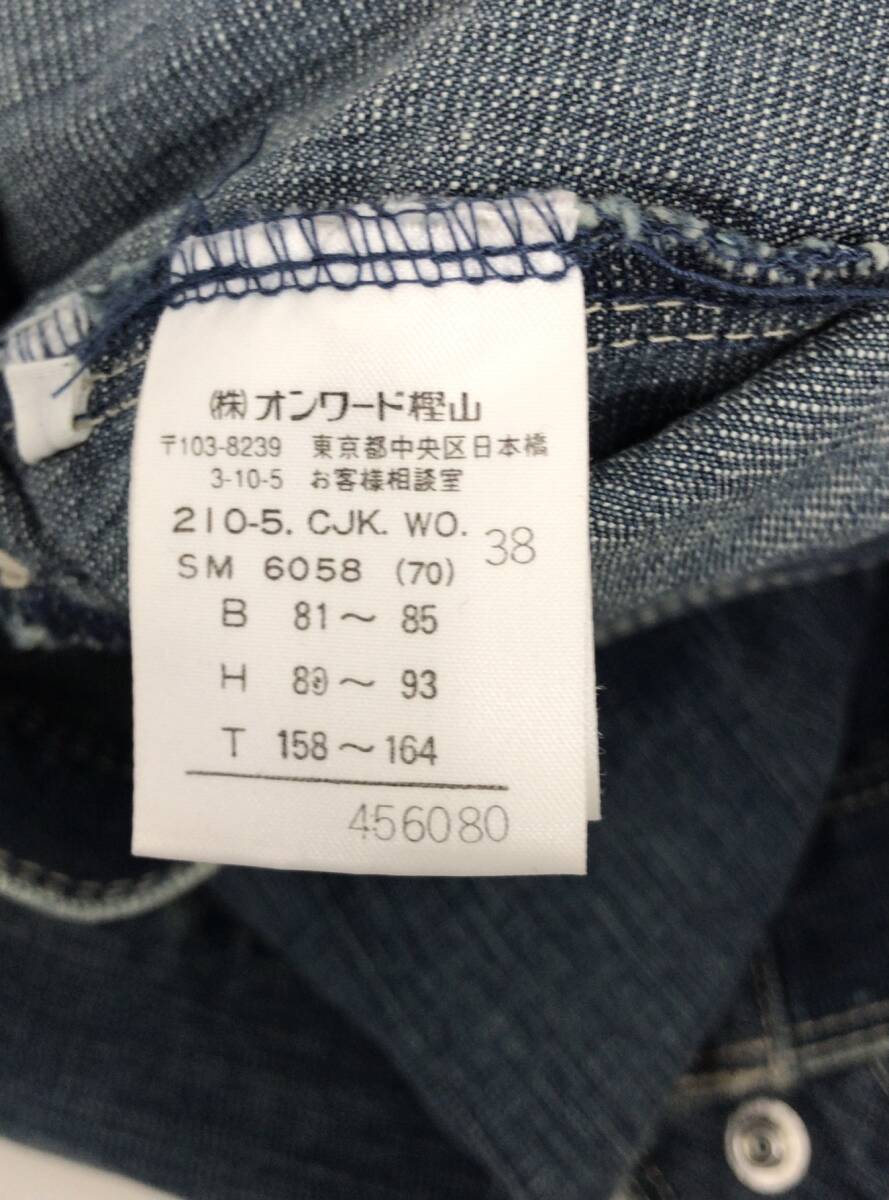 (株)オンワード樫山
〒103-8239 東京都中央区日本橋
3-10-5 お客様相談室
210-5. CJK. WO. 38
SM 6058 (70)
B 81〜85
H 89〜93
T 158〜164
456080